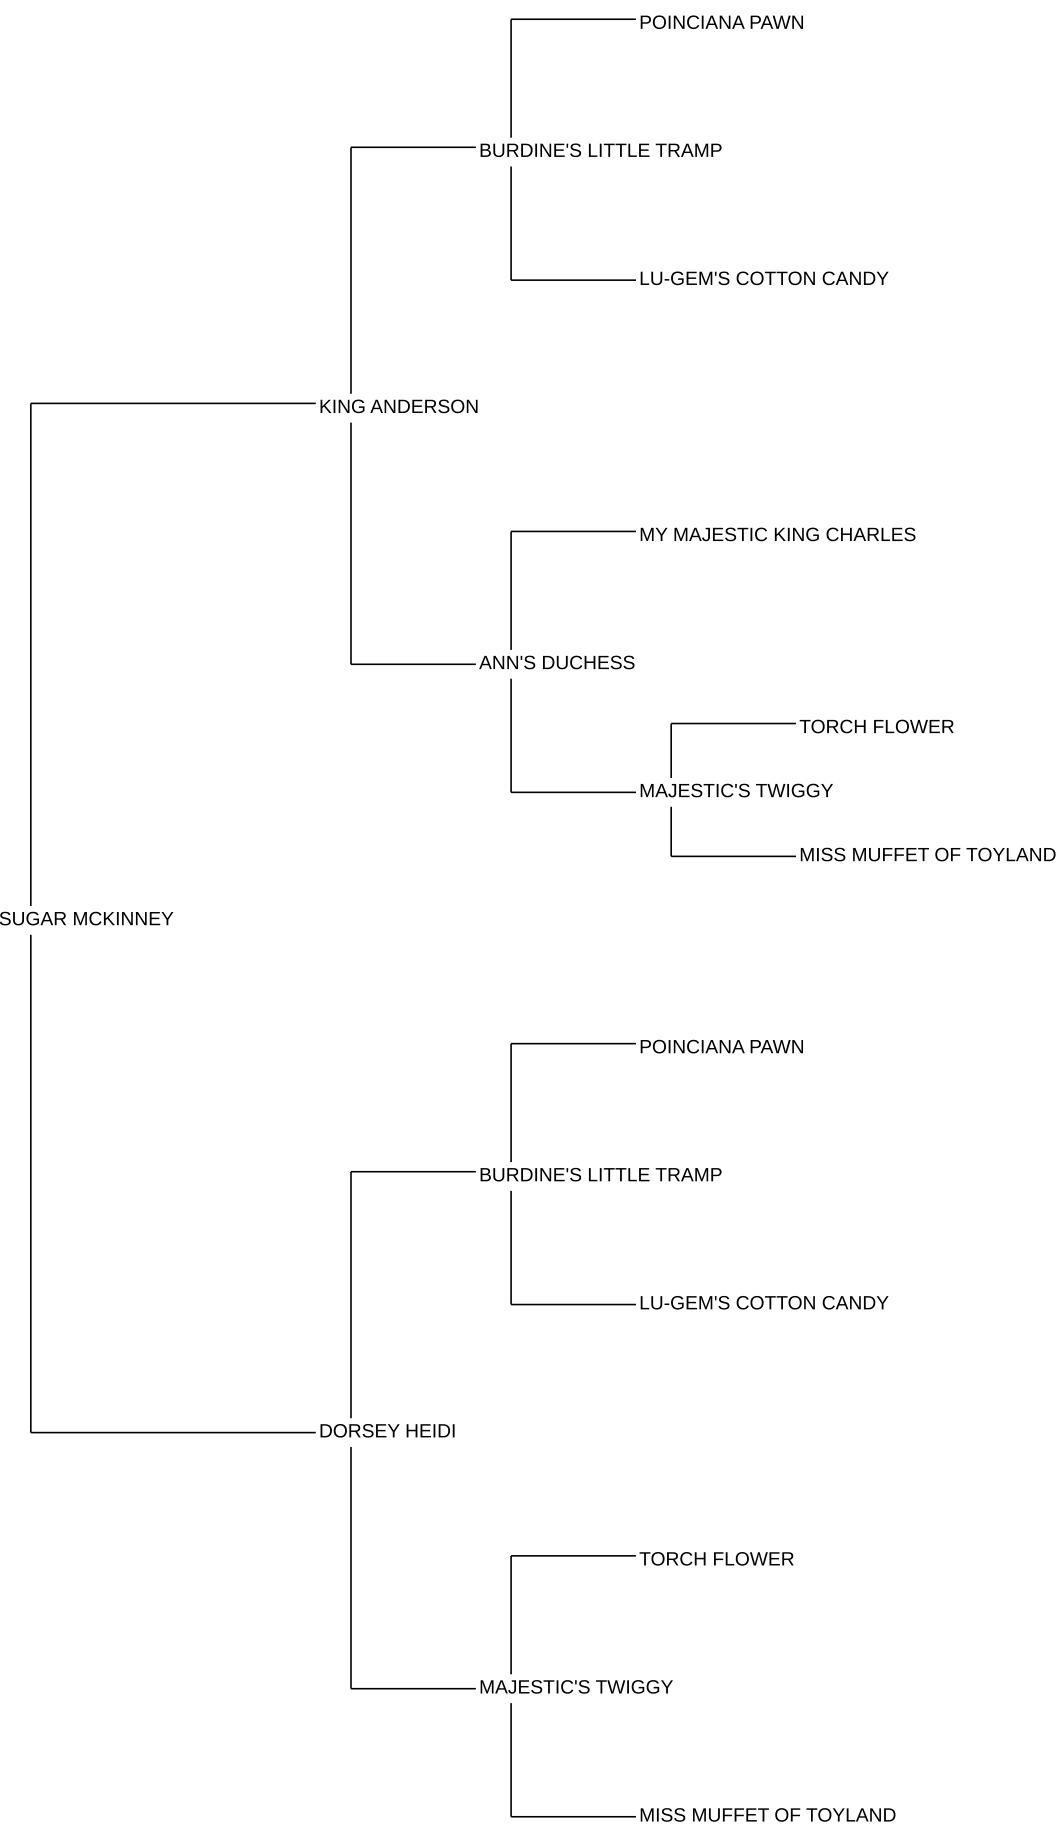 POINCIANA PAWN
BURDINE'S LITTLE TRAMP
LU-GEM'S COTTON CANDY
KING ANDERSON
MY MAJESTIC KING CHARLES
ANN'S DUCHESS
TORCH FLOWER
MAJESTIC'S TWIGGY
MISS MUFFET OF TOYLAND
SUGAR MCKINNEY
POINCIANA PAWN
BURDINE'S LITTLE TRAMP
LU-GEM'S COTTON CANDY
DORSEY HEIDI
TORCH FLOWER
MAJESTIC'S TWIGGY
MISS MUFFET OF TOYLAND